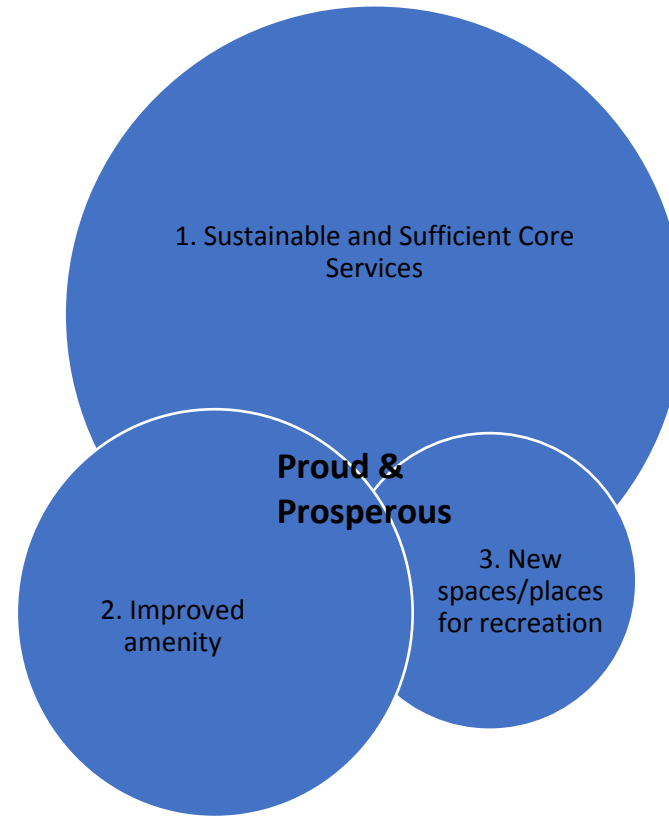 1. Sustainable and Sufficient Core
Services
Proud &
Prosperous
3. New
spaces/places
for recreation
2. Improved
amenity